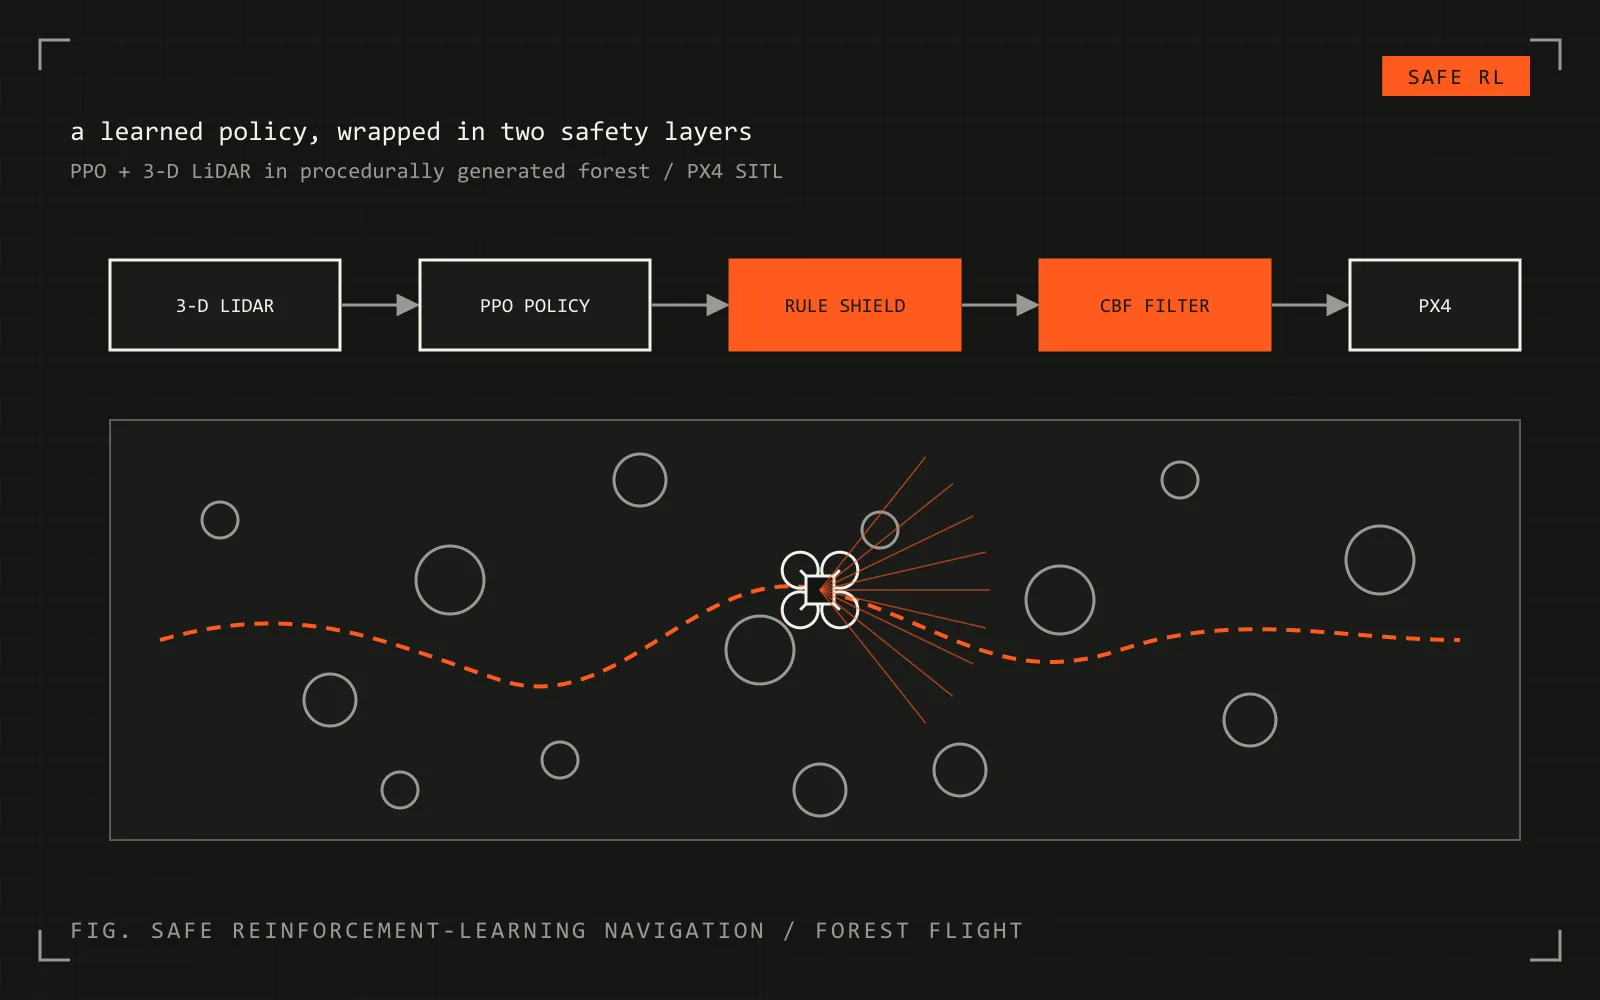 SAFE RL
a learned policy, wrapped in two safety layers
PPO + 3-D LiDAR in procedurally generated forest / PX4 SITL
3-D LIDAR
PPO POLICY
RULE SHIELD
CBF FILTER
PX4
FIG. SAFE REINFORCEMENT-LEARNING NAVIGATION / FOREST FLIGHT